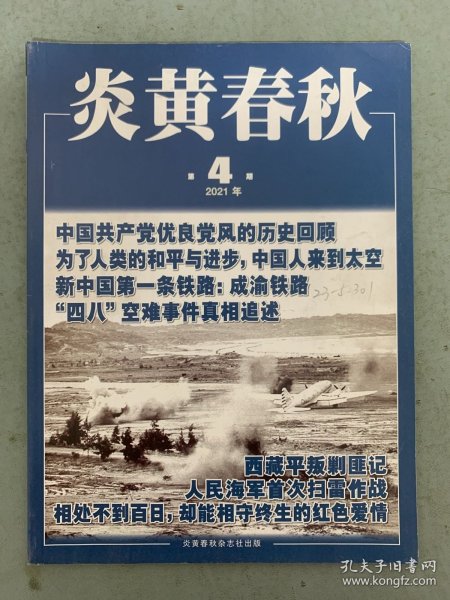 炎黄春秋
第4期
2021年
中国共产党优良党风的历史回顾
为了人类的和平与进步，中国人来到太空
新中国第一条铁路：成渝铁路
23-5-301
“四八”空难事件真相追述
西藏平叛剿匪记
人民海军首次扫雷作战
相处不到百日，却能相守终生的红色爱情
炎黄春秋杂志社出版
孔夫子旧书网
www.kongfz.com